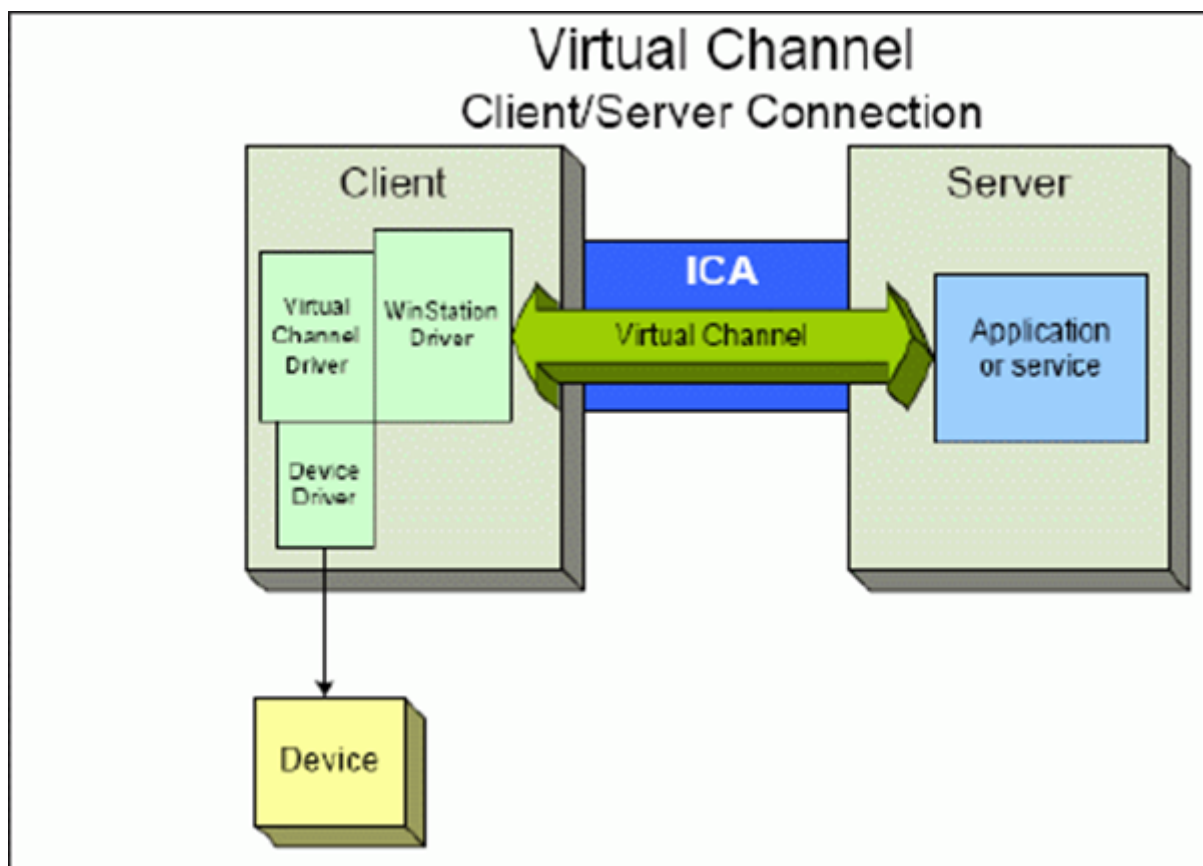 Virtual Channel
Client/Server Connection
Client
Server
ICA
Virtual
Channel
Driver
WinStation
Driver
Virtual Channel
Application
or service
Device
Driver
Device